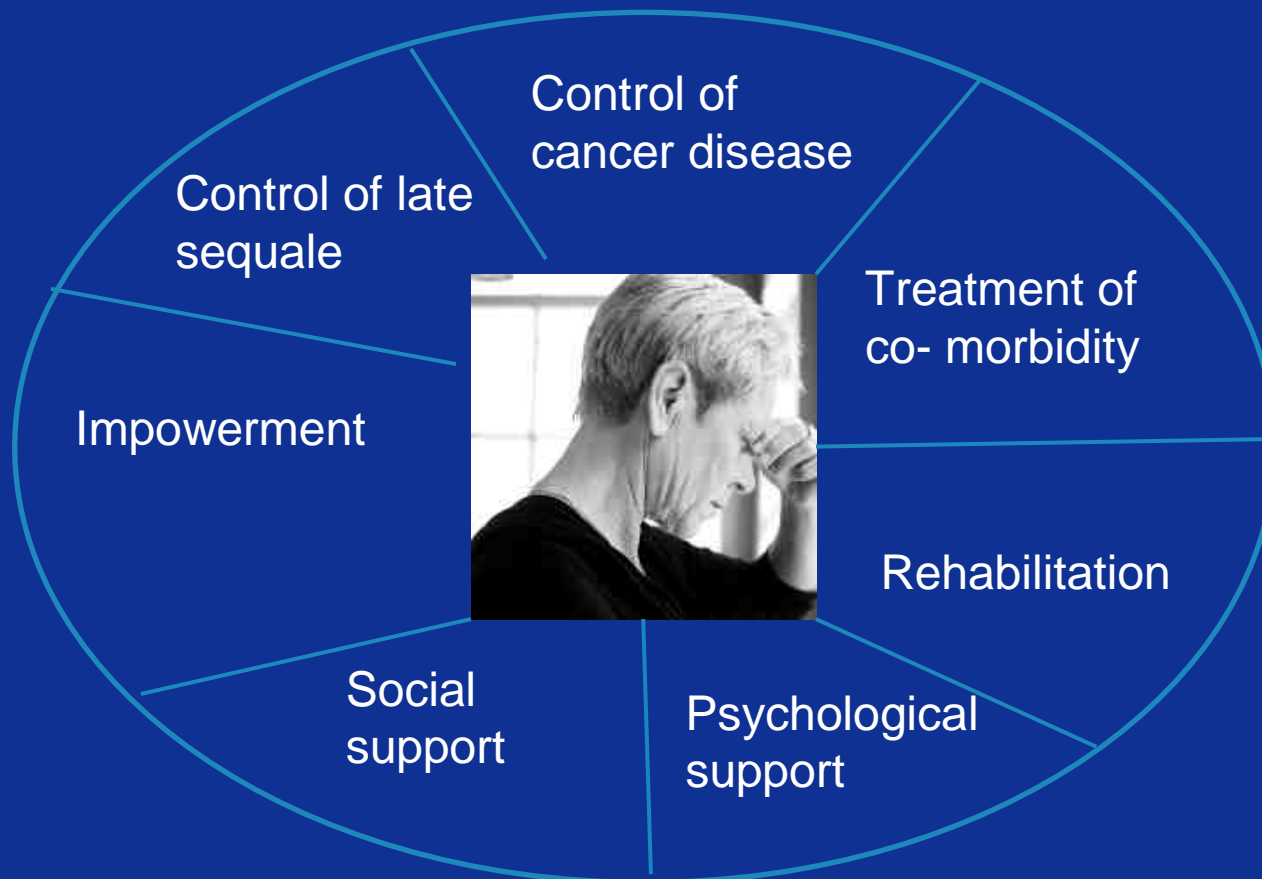 Control of
cancer disease
Control of late
sequale
Treatment of
co- morbidity
Impowerment
Rehabilitation
Social
support
Psychological
support